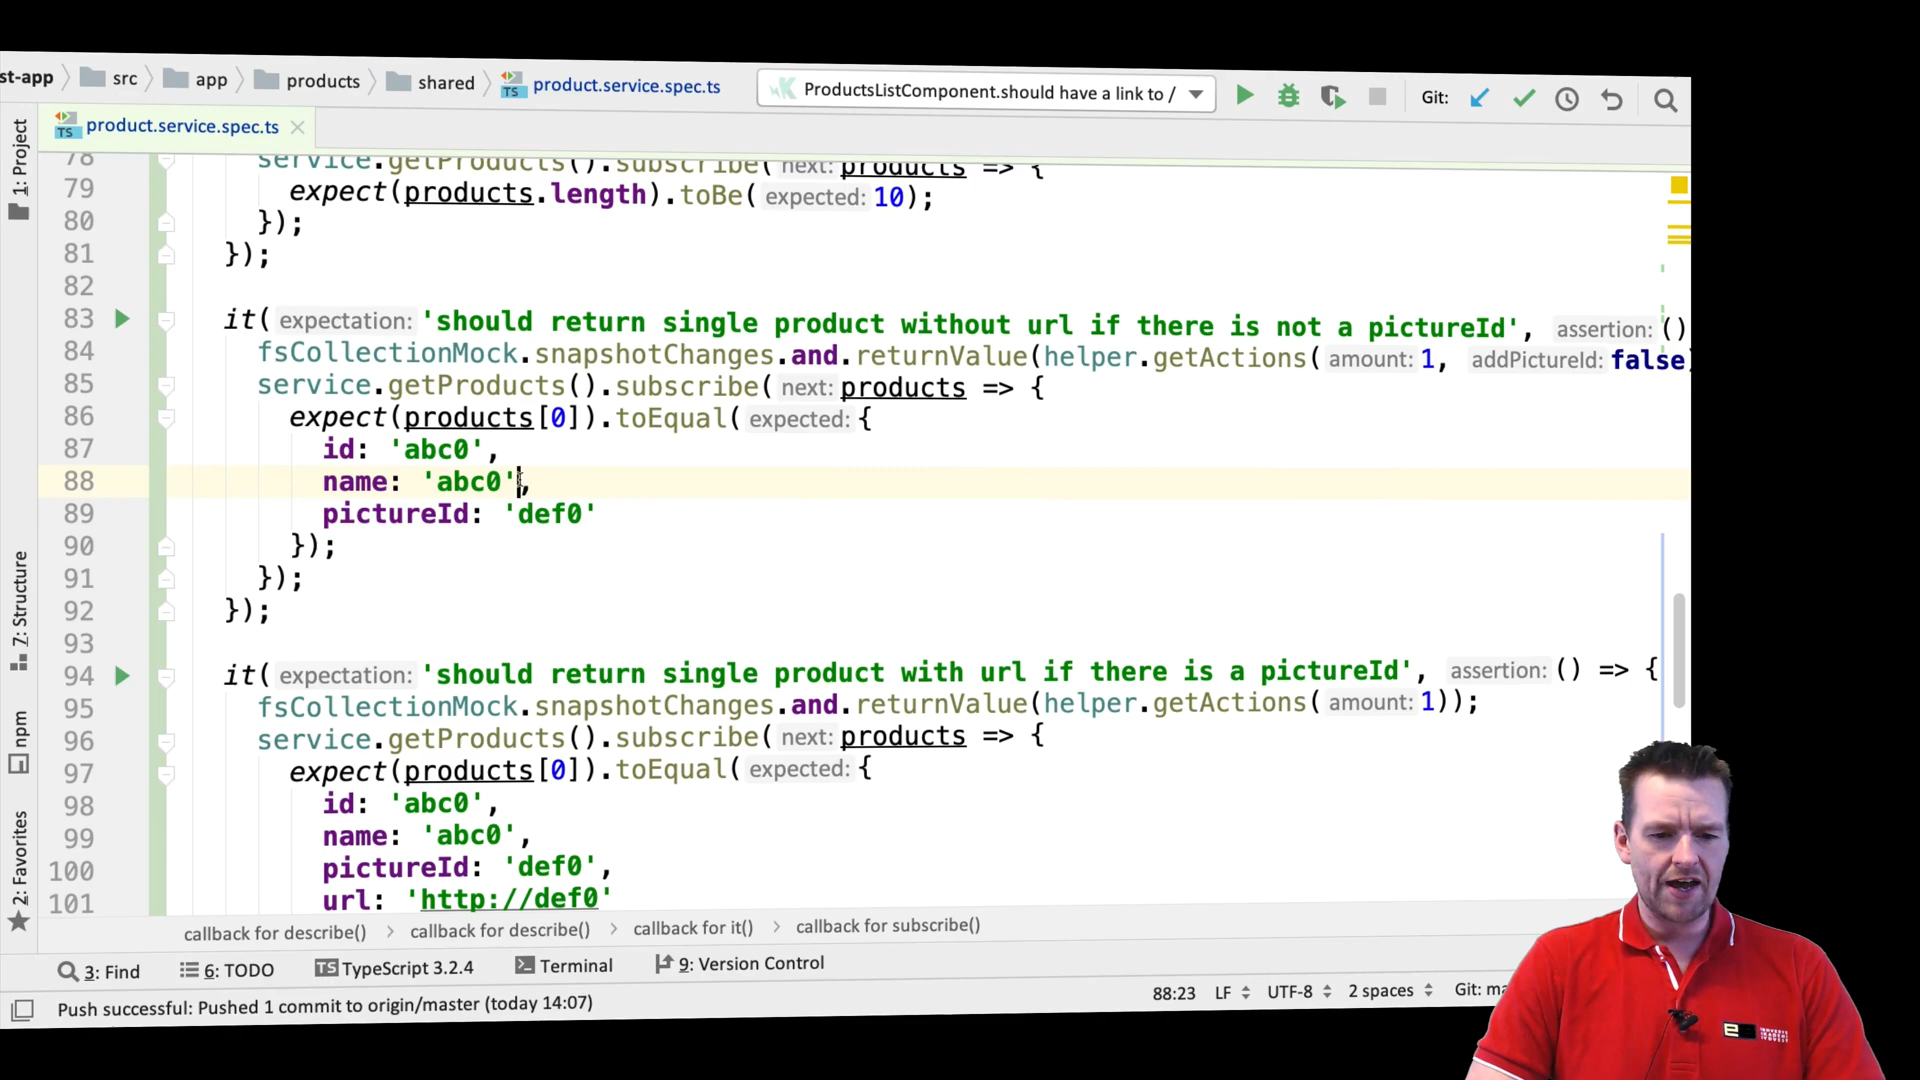 st-app src app products shared product.service.spec.ts ProductsListComponent.should have a link to / Git:
product.service.spec.ts
1: Project
7: Structure
npm
2: Favorites
78 service.getProducts().subscribe( next: products => {
79 expect(products.length).toBe( expected: 10);
80 });
81 });
82
83 it( expectation: 'should return single product without url if there is not a pictureId', assertion: ()
84 fsCollectionMock.snapshotChanges.and.returnValue(helper.getActions( amount: 1, addPictureId: false
85 service.getProducts().subscribe( next: products => {
86 expect(products[0]).toEqual( expected: {
87 id: 'abc0',
88 name: 'abc0',
89 pictureId: 'def0'
90 });
91 });
92 });
93
94 it( expectation: 'should return single product with url if there is a pictureId', assertion: () => {
95 fsCollectionMock.snapshotChanges.and.returnValue(helper.getActions( amount: 1));
96 service.getProducts().subscribe( next: products => {
97 expect(products[0]).toEqual( expected: {
98 id: 'abc0',
99 name: 'abc0',
100 pictureId: 'def0',
101 url: 'http://def0'
callback for describe() callback for describe() callback for it() callback for subscribe()
3: Find 6: TODO TypeScript 3.2.4 Terminal 9: Version Control
Push successful: Pushed 1 commit to origin/master (today 14:07) 88:23 LF UTF-8 2 spaces Git: ma